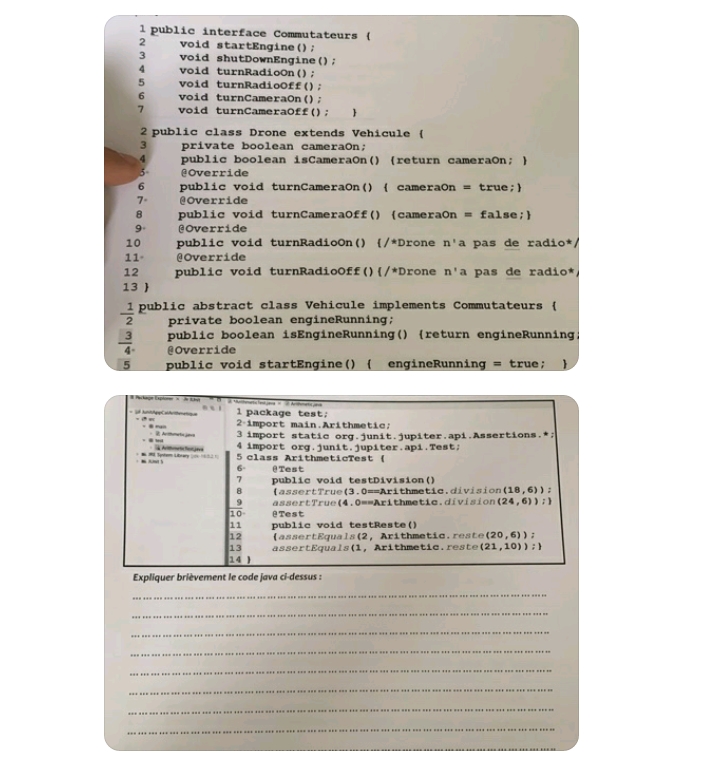 1 public interface Commutateurs {
2 void startEngine();
3 void shutDownEngine();
4 void turnRadioOn();
5 void turnRadioOff();
6 void turnCameraOn();
7 void turnCameraOff(); }
2 public class Drone extends Vehicule {
3 private boolean cameraOn;
4 public boolean isCameraOn() {return cameraOn; }
5 @Override
6 public void turnCameraOn() { cameraOn = true;}
7 @Override
8 public void turnCameraOff() {cameraOn = false;}
9 @Override
10 public void turnRadioOn() {/*Drone n'a pas de radio*/
11 @Override
12 public void turnRadioOff(){/*Drone n'a pas de radio*/
13 }
1 public abstract class Vehicule implements Commutateurs {
2 private boolean engineRunning;
3 public boolean isEngineRunning() {return engineRunning;
4 @Override
5 public void startEngine() { engineRunning = true; }
Package Explorer
1 package test;
2 import main.Arithmetic;
3 import static org.junit.jupiter.api.Assertions.*;
4 import org.junit.jupiter.api.Test;
5 class ArithmeticTest {
6 @Test
7 public void testDivision()
8 {assertTrue(3.0==Arithmetic.division(18,6));
9 assertTrue(4.0==Arithmetic.division(24,6));}
10 @Test
11 public void testReste()
12 {assertEquals(2, Arithmetic.reste(20,6));
13 assertEquals(1, Arithmetic.reste(21,10));}
14 }
src
main
Arithmetic.java
test
ArithmeticTest.java
JRE System Library
JUnit 5
Expliquer brièvement le code java ci-dessus :